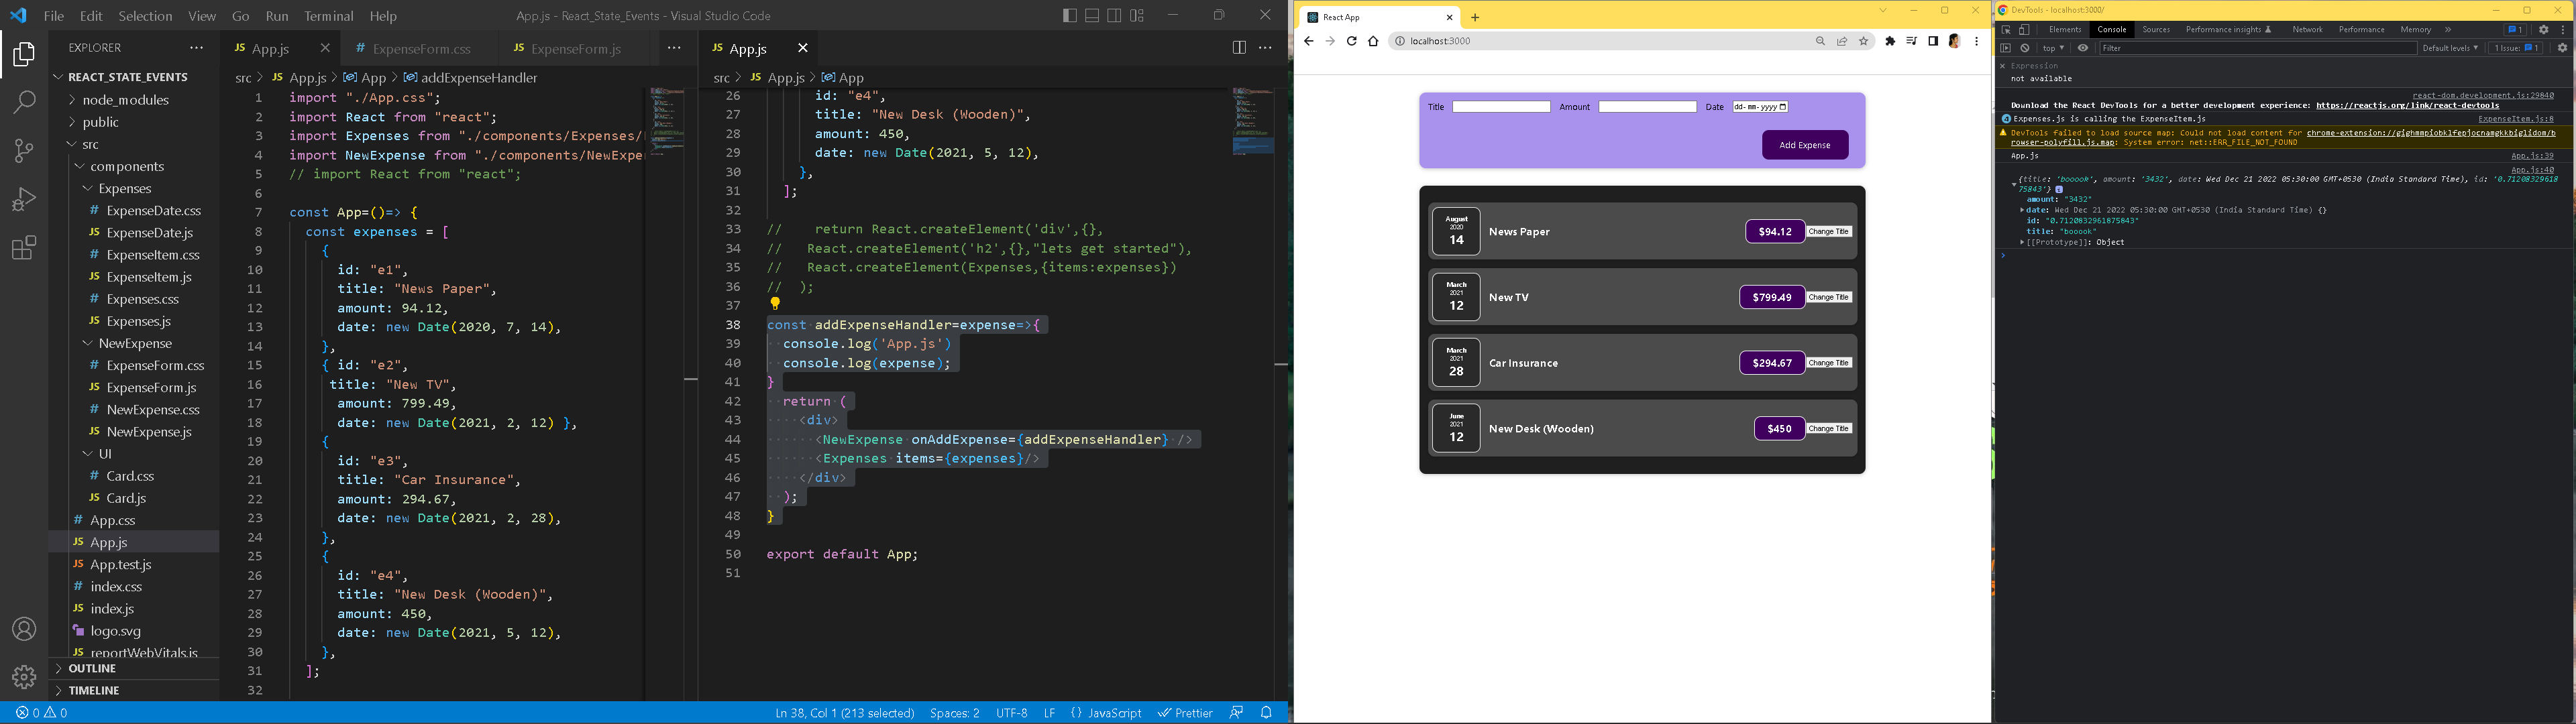 File Edit Selection View Go Run Terminal Help
App.js - React_State_Events - Visual Studio Code
EXPLORER
REACT_STATE_EVENTS
node_modules
public
src
components
Expenses
ExpenseDate.css
ExpenseDate.js
ExpenseItem.css
ExpenseItem.js
Expenses.css
Expenses.js
NewExpense
ExpenseForm.css
ExpenseForm.js
NewExpense.css
NewExpense.js
UI
Card.css
Card.js
App.css
App.js
App.test.js
index.css
index.js
logo.svg
reportWebVitals.js
OUTLINE
TIMELINE
App.js ExpenseForm.css ExpenseForm.js
src > App.js > App > addExpenseHandler
1 import "./App.css";
2 import React from "react";
3 import Expenses from "./components/Expenses/
4 import NewExpense from "./components/NewExpe
5 // import React from "react";
6
7 const App=()=> {
8 const expenses = [
9 {
10 id: "e1",
11 title: "News Paper",
12 amount: 94.12,
13 date: new Date(2020, 7, 14),
14 },
15 { id: "e2",
16 title: "New TV",
17 amount: 799.49,
18 date: new Date(2021, 2, 12) },
19 {
20 id: "e3",
21 title: "Car Insurance",
22 amount: 294.67,
23 date: new Date(2021, 2, 28),
24 },
25 {
26 id: "e4",
27 title: "New Desk (Wooden)",
28 amount: 450,
29 date: new Date(2021, 5, 12),
30 },
31 ];
32
App.js
src > App.js > App
26 id: "e4",
27 title: "New Desk (Wooden)",
28 amount: 450,
29 date: new Date(2021, 5, 12),
30 },
31 ];
32
33 // return React.createElement('div',{},
34 // React.createElement('h2',{},"lets get started"),
35 // React.createElement(Expenses,{items:expenses})
36 // );
37
38 const addExpenseHandler=expense=>{
39 console.log('App.js')
40 console.log(expense);
41 }
42 return (
43 <div>
44 <NewExpense onAddExpense={addExpenseHandler} />
45 <Expenses items={expenses}/>
46 </div>
47 );
48 }
49
50 export default App;
51
0 0
Ln 38, Col 1 (213 selected) Spaces: 2 UTF-8 LF {} JavaScript Prettier
React App
localhost:3000
Title Amount Date dd-mm-yyyy
Add Expense
August
2020
14
News Paper
$94.12
Change Title
March
2021
12
New TV
$799.49
Change Title
March
2021
28
Car Insurance
$294.67
Change Title
June
2021
12
New Desk (Wooden)
$450
Change Title
DevTools - localhost:3000/
Elements Console Sources Performance insights Network Performance Memory » 1
top Filter Default levels 1 Issue: 1
Expression
not available
react-dom.development.js:29840
Download the React DevTools for a better development experience: https://reactjs.org/link/react-devtools
4 Expenses.js is calling the ExpenseItem.js ExpenseItem.js:8
DevTools failed to load source map: Could not load content for chrome-extension://gighmmpiobklfepjocnamgkkbiglidom/b
rowser-polyfill.js.map: System error: net::ERR_FILE_NOT_FOUND
App.js App.js:39
App.js:40
{title: 'booook', amount: '3432', date: Wed Dec 21 2022 05:30:00 GMT+0530 (India Standard Time), id: '0.71208329618
75843'}
amount: "3432"
date: Wed Dec 21 2022 05:30:00 GMT+0530 (India Standard Time) {}
id: "0.7120832961875843"
title: "booook"
[[Prototype]]: Object